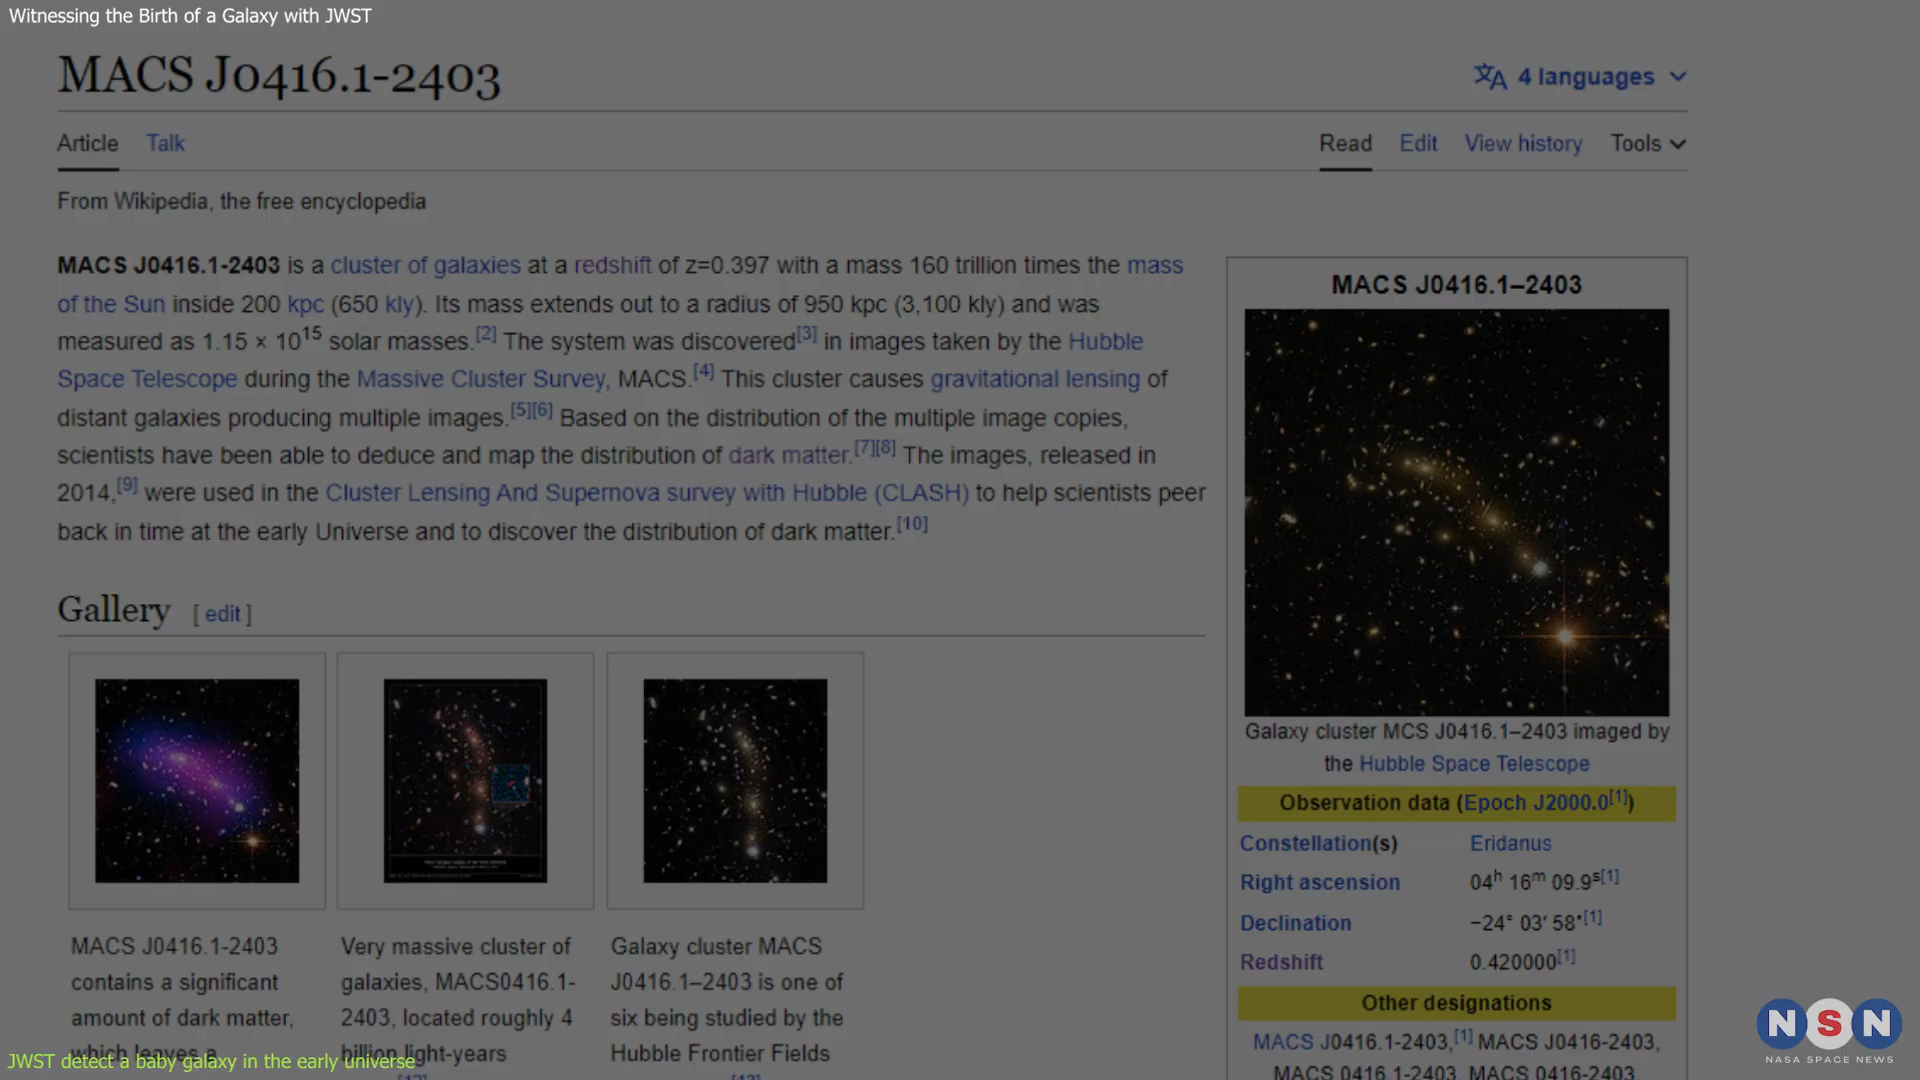 Witnessing the Birth of a Galaxy with JWST
MACS J0416.1-2403
4 languages
Article Talk
Read Edit View history Tools
From Wikipedia, the free encyclopedia
MACS J0416.1-2403 is a cluster of galaxies at a redshift of z=0.397 with a mass 160 trillion times the mass
of the Sun inside 200 kpc (650 kly). Its mass extends out to a radius of 950 kpc (3,100 kly) and was
measured as 1.15 × 10¹⁵ solar masses.[2] The system was discovered[3] in images taken by the Hubble
Space Telescope during the Massive Cluster Survey, MACS.[4] This cluster causes gravitational lensing of
distant galaxies producing multiple images.[5][6] Based on the distribution of the multiple image copies,
scientists have been able to deduce and map the distribution of dark matter.[7][8] The images, released in
2014,[9] were used in the Cluster Lensing And Supernova survey with Hubble (CLASH) to help scientists peer
back in time at the early Universe and to discover the distribution of dark matter.[10]
Gallery [ edit ]
MACS J0416.1-2403
contains a significant
amount of dark matter,
which leaves a
Very massive cluster of
galaxies, MACS0416.1-
2403, located roughly 4
billion light-years
Galaxy cluster MACS
J0416.1–2403 is one of
six being studied by the
Hubble Frontier Fields
MACS J0416.1–2403
Galaxy cluster MCS J0416.1–2403 imaged by
the Hubble Space Telescope
Observation data (Epoch J2000.0[1])
Constellation(s) Eridanus
Right ascension 04h 16m 09.9s[1]
Declination −24° 03′ 58″[1]
Redshift 0.420000[1]
Other designations
MACS J0416.1-2403,[1] MACS J0416-2403,
MACS 0416.1-2403, MACS 0416-2403,
JWST detect a baby galaxy in the early universe
NSN
NASA SPACE NEWS